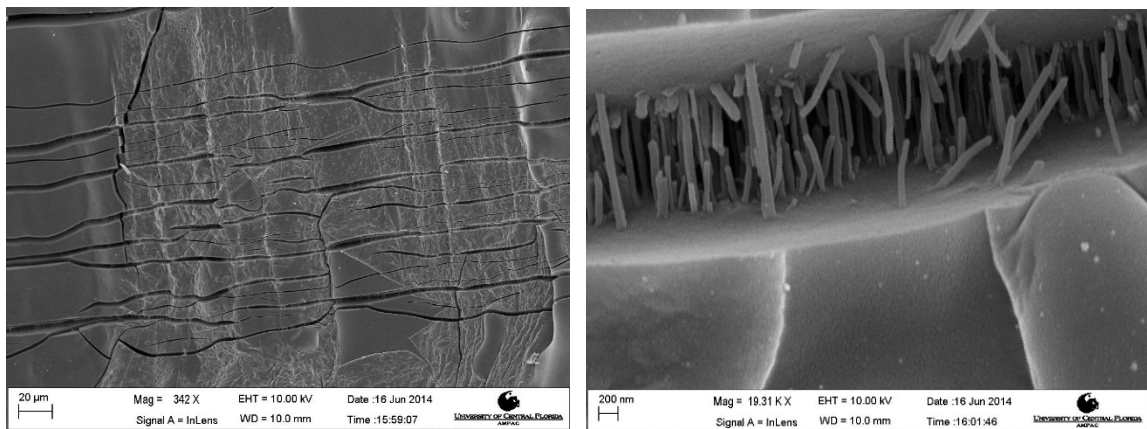 20 µm
Mag = 342 X
EHT = 10.00 kV
Date :16 Jun 2014
Signal A = InLens
WD = 10.0 mm
Time :15:59:07
UNIVERSITY OF CENTRAL FLORIDA
AMPAC
200 nm
Mag = 19.31 K X
EHT = 10.00 kV
Date :16 Jun 2014
Signal A = InLens
WD = 10.0 mm
Time :16:01:46
UNIVERSITY OF CENTRAL FLORIDA
AMPAC